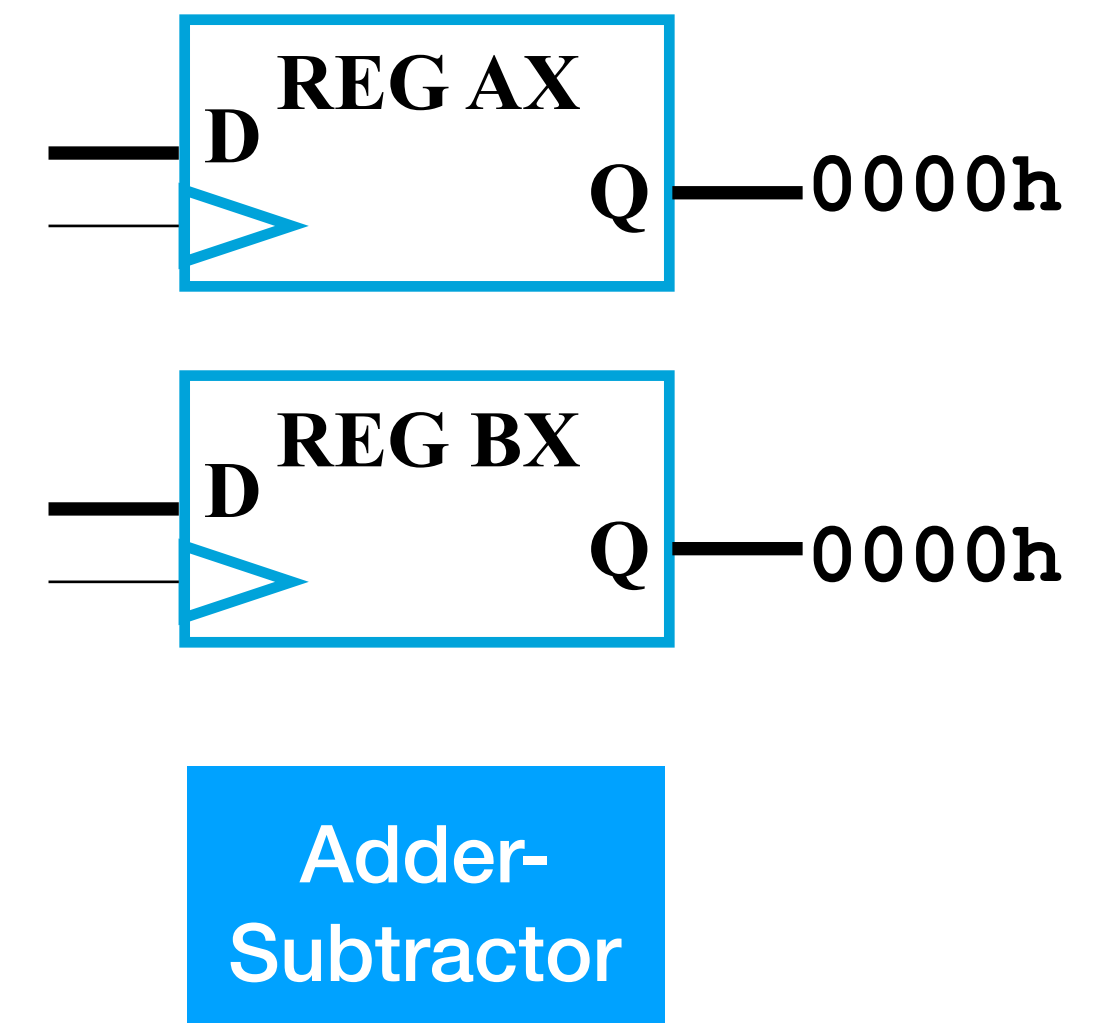 REG AX
D
Q
0000h
REG BX
D
Q
0000h
Adder-
Subtractor